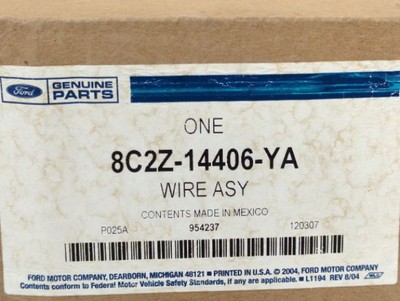 Ford GENUINE PARTS
ONE
8C2Z-14406-YA
WIRE ASY
CONTENTS MADE IN MEXICO
P025A 954237 120307
FORD MOTOR COMPANY, DEARBORN, MICHIGAN 48121 ■ PRINTED IN U.S.A. © 2004, FORD MOTOR COMPANY
Contents conform to Federal Motor Vehicle Safety Standards, if any are applicable. ■ L1194 REV 8/04